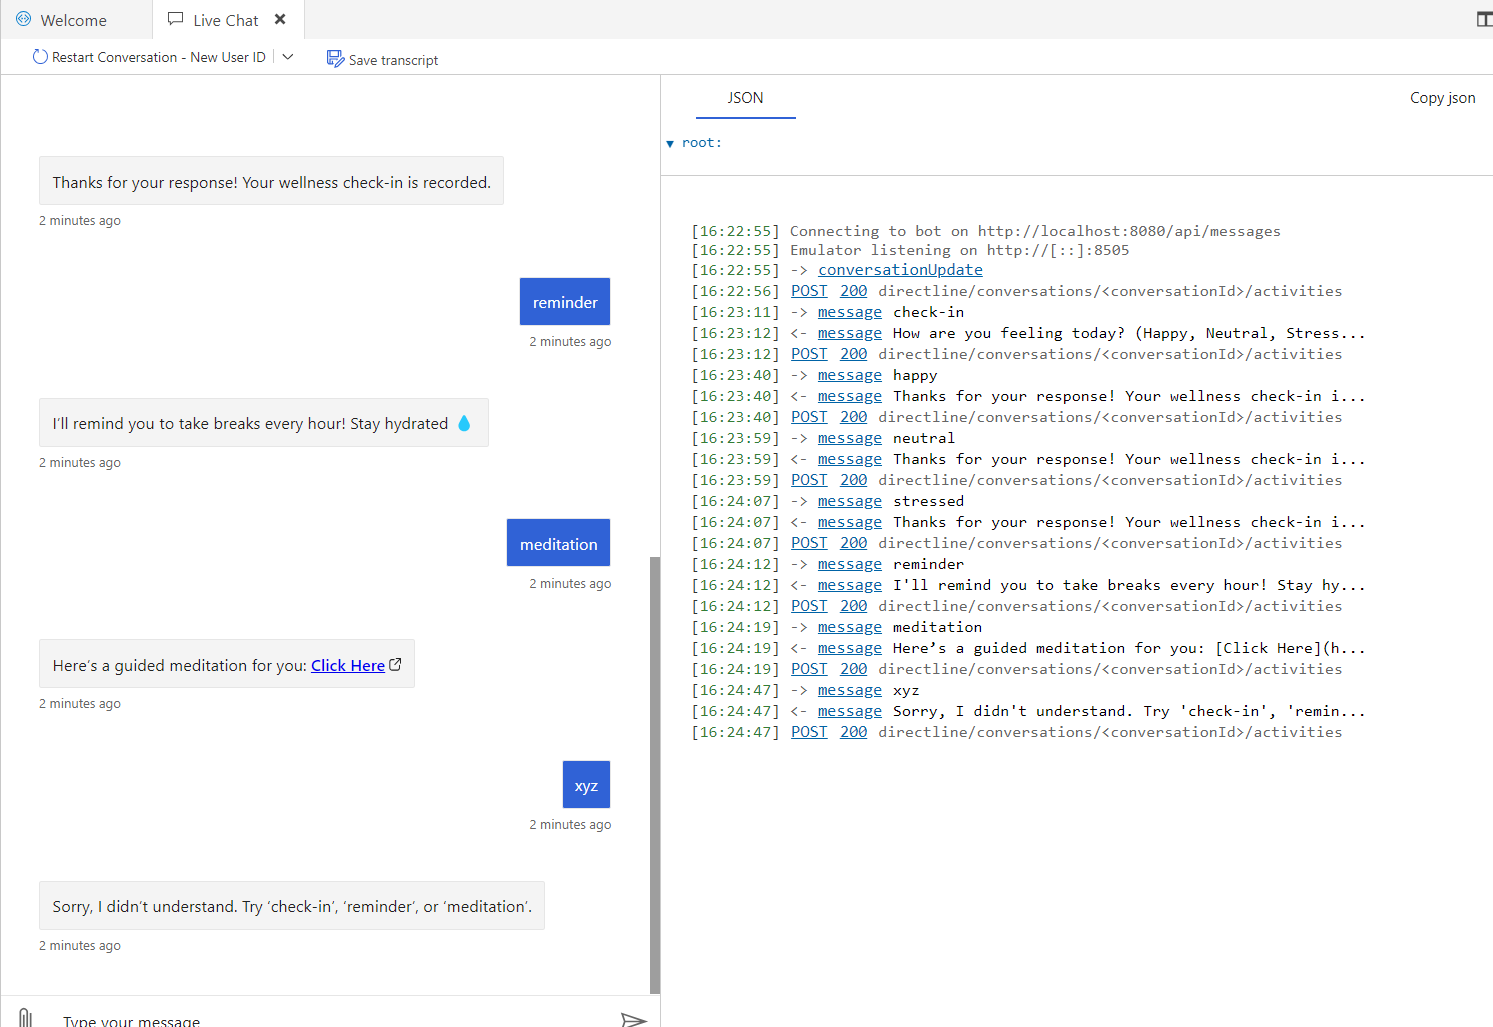 Welcome
Live Chat
Restart Conversation - New User ID
Save transcript
Thanks for your response! Your wellness check-in is recorded.
2 minutes ago
reminder
2 minutes ago
I'll remind you to take breaks every hour! Stay hydrated 💧
2 minutes ago
meditation
2 minutes ago
Here's a guided meditation for you: Click Here
2 minutes ago
xyz
2 minutes ago
Sorry, I didn't understand. Try 'check-in', 'reminder', or 'meditation'.
2 minutes ago
Type your message
JSON
Copy json
root:
[16:22:55] Connecting to bot on http://localhost:8080/api/messages
[16:22:55] Emulator listening on http://[::]:8505
[16:22:55] -> conversationUpdate
[16:22:56] POST 200 directline/conversations/<conversationId>/activities
[16:23:11] -> message check-in
[16:23:12] <- message How are you feeling today? (Happy, Neutral, Stress...
[16:23:12] POST 200 directline/conversations/<conversationId>/activities
[16:23:40] -> message happy
[16:23:40] <- message Thanks for your response! Your wellness check-in i...
[16:23:40] POST 200 directline/conversations/<conversationId>/activities
[16:23:59] -> message neutral
[16:23:59] <- message Thanks for your response! Your wellness check-in i...
[16:23:59] POST 200 directline/conversations/<conversationId>/activities
[16:24:07] -> message stressed
[16:24:07] <- message Thanks for your response! Your wellness check-in i...
[16:24:07] POST 200 directline/conversations/<conversationId>/activities
[16:24:12] -> message reminder
[16:24:12] <- message I'll remind you to take breaks every hour! Stay hy...
[16:24:12] POST 200 directline/conversations/<conversationId>/activities
[16:24:19] -> message meditation
[16:24:19] <- message Here’s a guided meditation for you: [Click Here](h...
[16:24:19] POST 200 directline/conversations/<conversationId>/activities
[16:24:47] -> message xyz
[16:24:47] <- message Sorry, I didn't understand. Try 'check-in', 'remin...
[16:24:47] POST 200 directline/conversations/<conversationId>/activities